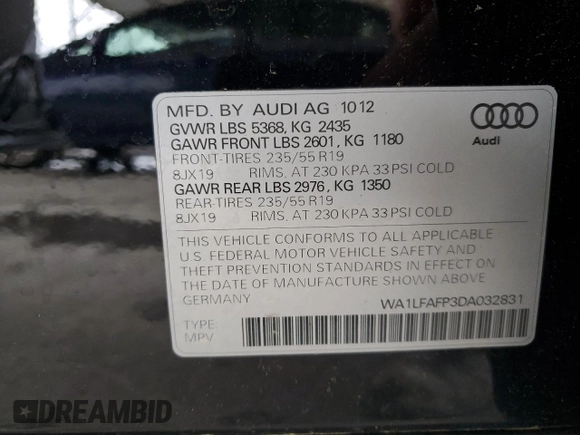 MFD. BY AUDI AG 10 12
GVWR LBS 5368, KG 2435
GAWR FRONT LBS 2601, KG 1180
FRONT-TIRES 235/55 R19
8JX19 RIMS, AT 230 KPA 33 PSI COLD
GAWR REAR LBS 2976, KG 1350
REAR-TIRES 235/55 R19
8JX19 RIMS, AT 230 KPA 33 PSI COLD
THIS VEHICLE CONFORMS TO ALL APPLICABLE
U.S. FEDERAL MOTOR VEHICLE SAFETY AND
THEFT PREVENTION STANDARDS IN EFFECT ON
THE DATE OF MANUFACTURE SHOWN ABOVE
GERMANY
WA1LFAFP3DA032831
TYPE:
MPV
Audi
DREAMBID